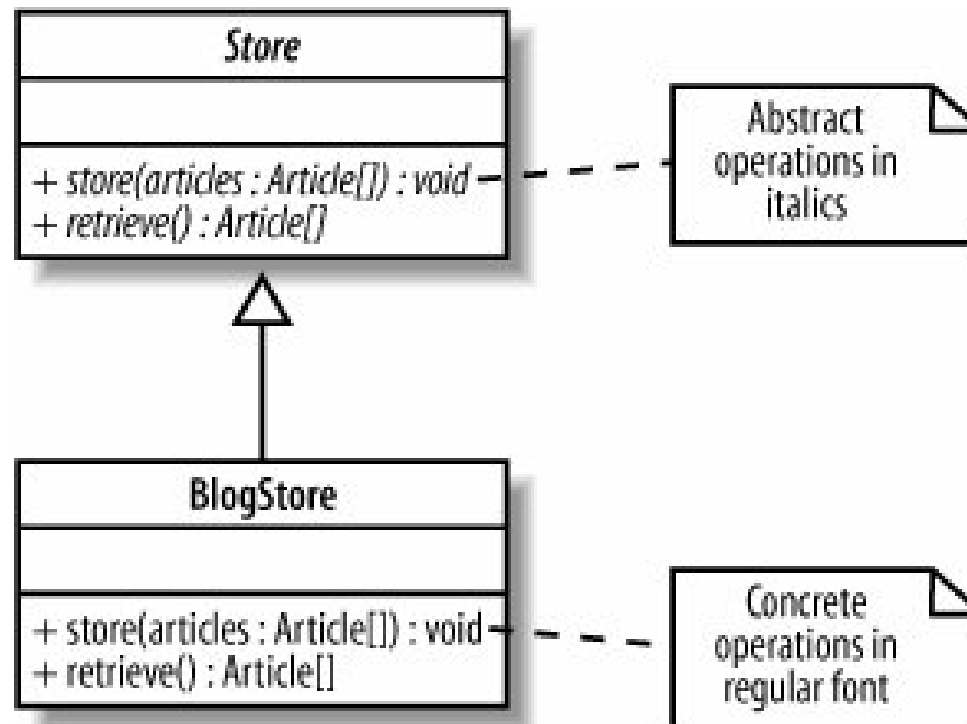 Store
+ store(articles : Article[]) : void
+ retrieve() : Article[]
Abstract
operations in
italics
BlogStore
+ store(articles : Article[]) : void
+ retrieve() : Article[]
Concrete
operations in
regular font